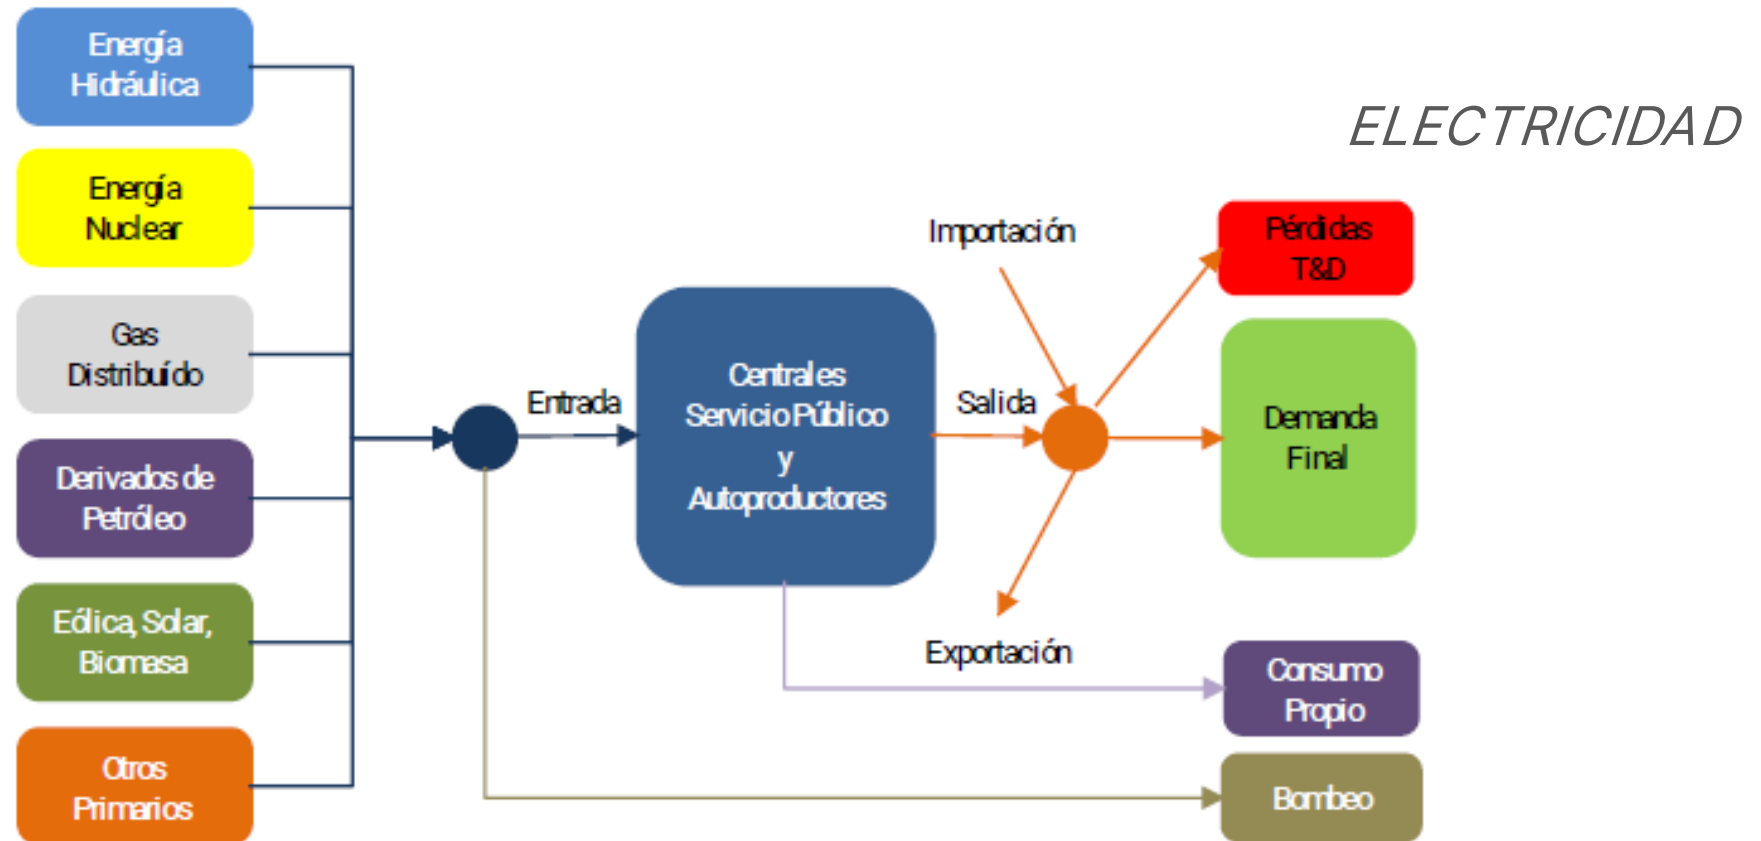 Energía
Hidráulica
ELECTRICIDAD
Energía
Nuclear
Importación
Pérdidas
T&D
Gas
Distribuído
Entrada
Centrales
Servicio Público
y
Autoproductores
Salida
Demanda
Final
Derivados de
Petróleo
Eólica, Solar,
Biomasa
Exportación
Consumo
Propio
Otros
Primarios
Bombeo